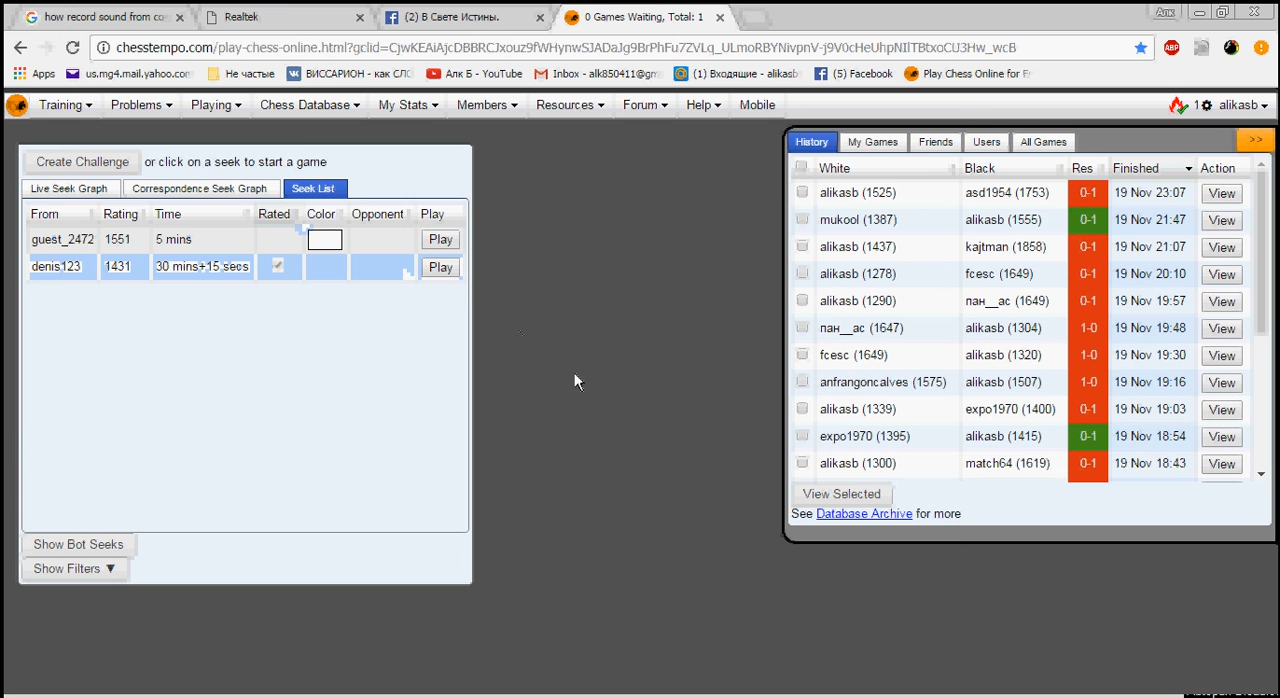 how record sound from co
Realtek
(2) В Свете Истины.
0 Games Waiting, Total: 1
Алк
chesstempo.com/play-chess-online.html?gclid=CjwKEAiAjcDBBRCJxouz9fWHynwSJADaJg9BrPhFu7ZVLq_ULmoRBYNivpnV-j9V0cHeUhpNIlTBtxoCU3Hw_wcB
ABP
Apps
us.mg4.mail.yahoo.con
Не частые
ВИССАРИОН - как СЛО
Алк Б - YouTube
Inbox - alk850411@gm
(1) Входящие - alikasb
(5) Facebook
Play Chess Online for Fr
Training
Problems
Playing
Chess Database
My Stats
Members
Resources
Forum
Help
Mobile
1
alikasb
Create Challenge or click on a seek to start a game
Live Seek Graph
Correspondence Seek Graph
Seek List
From Rating Time Rated Color Opponent Play
guest_2472 1551 5 mins Play
denis123 1431 30 mins+15 secs Play
Show Bot Seeks
Show Filters ▼
History
My Games
Friends
Users
All Games
>>
White Black Res Finished Action
alikasb (1525) asd1954 (1753) 0-1 19 Nov 23:07 View
mukool (1387) alikasb (1555) 0-1 19 Nov 21:47 View
alikasb (1437) kajtman (1858) 0-1 19 Nov 21:07 View
alikasb (1278) fcesc (1649) 0-1 19 Nov 20:10 View
alikasb (1290) пан__ас (1649) 0-1 19 Nov 19:57 View
пан__ас (1647) alikasb (1304) 1-0 19 Nov 19:48 View
fcesc (1649) alikasb (1320) 1-0 19 Nov 19:30 View
anfrangoncalves (1575) alikasb (1507) 1-0 19 Nov 19:16 View
alikasb (1339) expo1970 (1400) 0-1 19 Nov 19:03 View
expo1970 (1395) alikasb (1415) 0-1 19 Nov 18:54 View
alikasb (1300) match64 (1619) 0-1 19 Nov 18:43 View
View Selected
See Database Archive for more